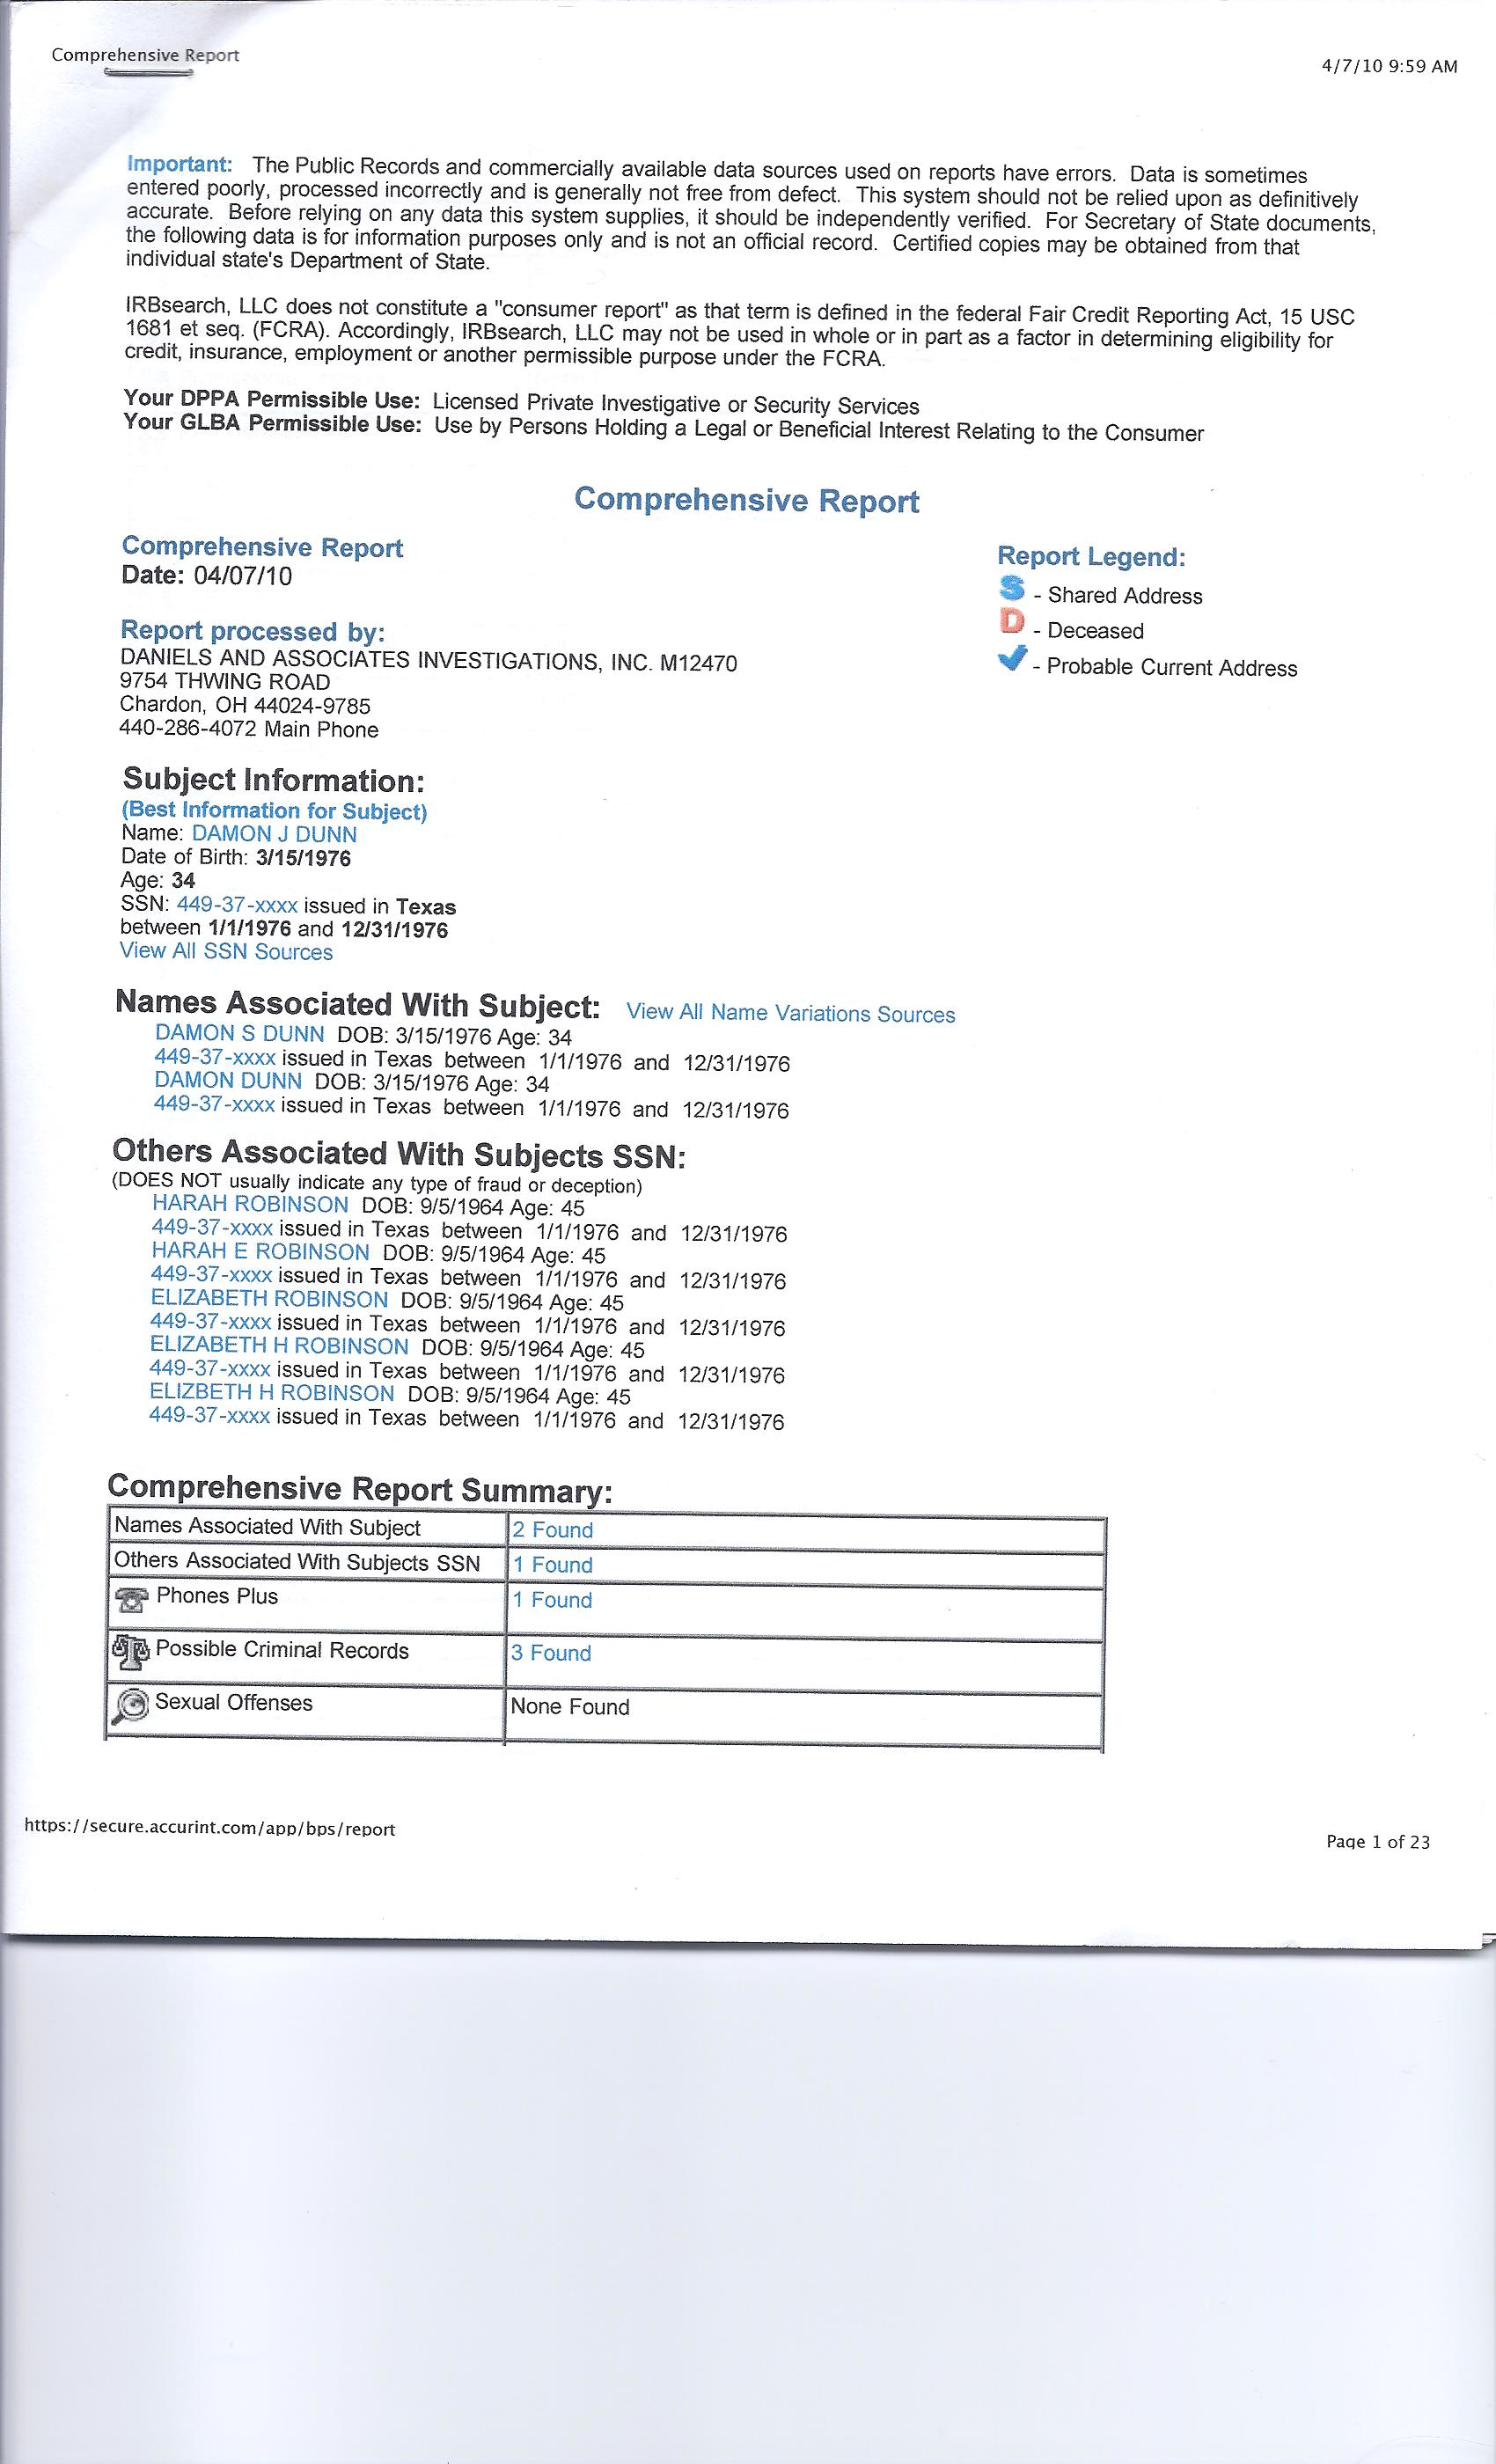 Comprehensive Report
4/7/10 9:59 AM
Important: The Public Records and commercially available data sources used on reports have errors. Data is sometimes
entered poorly, processed incorrectly and is generally not free from defect. This system should not be relied upon as definitively
accurate. Before relying on any data this system supplies, it should be independently verified. For Secretary of State documents,
the following data is for information purposes only and is not an official record. Certified copies may be obtained from that
individual state's Department of State.
IRBsearch, LLC does not constitute a "consumer report" as that term is defined in the federal Fair Credit Reporting Act, 15 USC
1681 et seq. (FCRA). Accordingly, IRBsearch, LLC may not be used in whole or in part as a factor in determining eligibility for
credit, insurance, employment or another permissible purpose under the FCRA.
Your DPPA Permissible Use: Licensed Private Investigative or Security Services
Your GLBA Permissible Use: Use by Persons Holding a Legal or Beneficial Interest Relating to the Consumer
Comprehensive Report
Comprehensive Report
Date: 04/07/10
Report processed by:
DANIELS AND ASSOCIATES INVESTIGATIONS, INC. M12470
9754 THWING ROAD
Chardon, OH 44024-9785
440-286-4072 Main Phone
Report Legend:
S - Shared Address
D - Deceased
- Probable Current Address
Subject Information:
(Best Information for Subject)
Name: DAMON J DUNN
Date of Birth: 3/15/1976
Age: 34
SSN: 449-37-xxxx issued in Texas
between 1/1/1976 and 12/31/1976
View All SSN Sources
Names Associated With Subject: View All Name Variations Sources
DAMON S DUNN DOB: 3/15/1976 Age: 34
449-37-xxxx issued in Texas between 1/1/1976 and 12/31/1976
DAMON DUNN DOB: 3/15/1976 Age: 34
449-37-xxxx issued in Texas between 1/1/1976 and 12/31/1976
Others Associated With Subjects SSN:
(DOES NOT usually indicate any type of fraud or deception)
HARAH ROBINSON DOB: 9/5/1964 Age: 45
449-37-xxxx issued in Texas between 1/1/1976 and 12/31/1976
HARAH E ROBINSON DOB: 9/5/1964 Age: 45
449-37-xxxx issued in Texas between 1/1/1976 and 12/31/1976
ELIZABETH ROBINSON DOB: 9/5/1964 Age: 45
449-37-xxxx issued in Texas between 1/1/1976 and 12/31/1976
ELIZABETH H ROBINSON DOB: 9/5/1964 Age: 45
449-37-xxxx issued in Texas between 1/1/1976 and 12/31/1976
ELIZBETH H ROBINSON DOB: 9/5/1964 Age: 45
449-37-xxxx issued in Texas between 1/1/1976 and 12/31/1976
Comprehensive Report Summary:
Names Associated With Subject 2 Found
Others Associated With Subjects SSN 1 Found
Phones Plus 1 Found
Possible Criminal Records 3 Found
Sexual Offenses None Found
https://secure.accurint.com/app/bps/report
Page 1 of 23